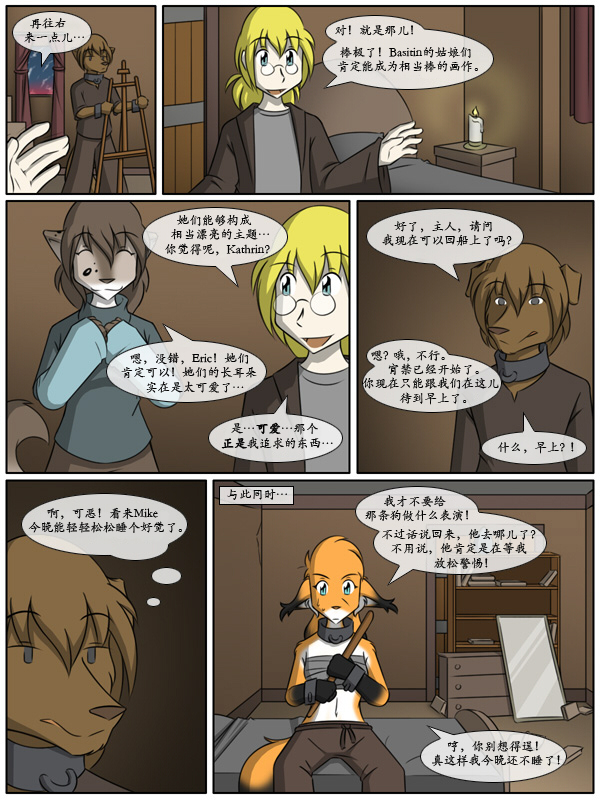 再往右
来一点儿…
对！就是那儿！
棒极了！Basitin的姑娘们
肯定能成为相当棒的画作。
她们能够构成
相当漂亮的主题…
你觉得呢，Kathrin？
嗯，没错，Eric！她们
肯定可以！她们的长耳朵
实在是太可爱了…
是…可爱…那个
正是我追求的东西…
好了，主人，请问
我现在可以回船上了吗？
嗯？哦，不行。
宵禁已经开始了。
你现在只能跟我们在这儿
待到早上了。
什么，早上？！
啊，可恶！看来Mike
今晚能轻轻松松睡个好觉了。
与此同时…
我才不要给
那条狗做什么表演！
不过话说回来，他去哪儿了？
不用说，他肯定是在等我
放松警惕！
哼，你别想得逞！
真这样我今晚还不睡了！